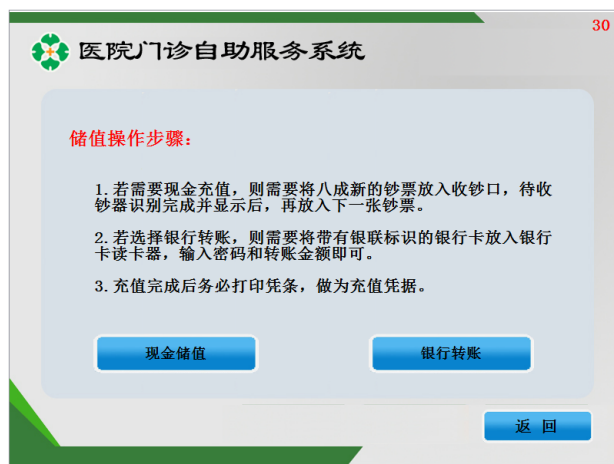 30
医院门诊自助服务系统
储值操作步骤：
1. 若需要现金充值，则需要将八成新的钞票放入收钞口，待收
钞器识别完成并显示后，再放入下一张钞票。
2. 若选择银行转账，则需要将带有银联标识的银行卡放入银行
卡读卡器，输入密码和转账金额即可。
3. 充值完成后务必打印凭条，做为充值凭据。
现金储值
银行转账
返 回